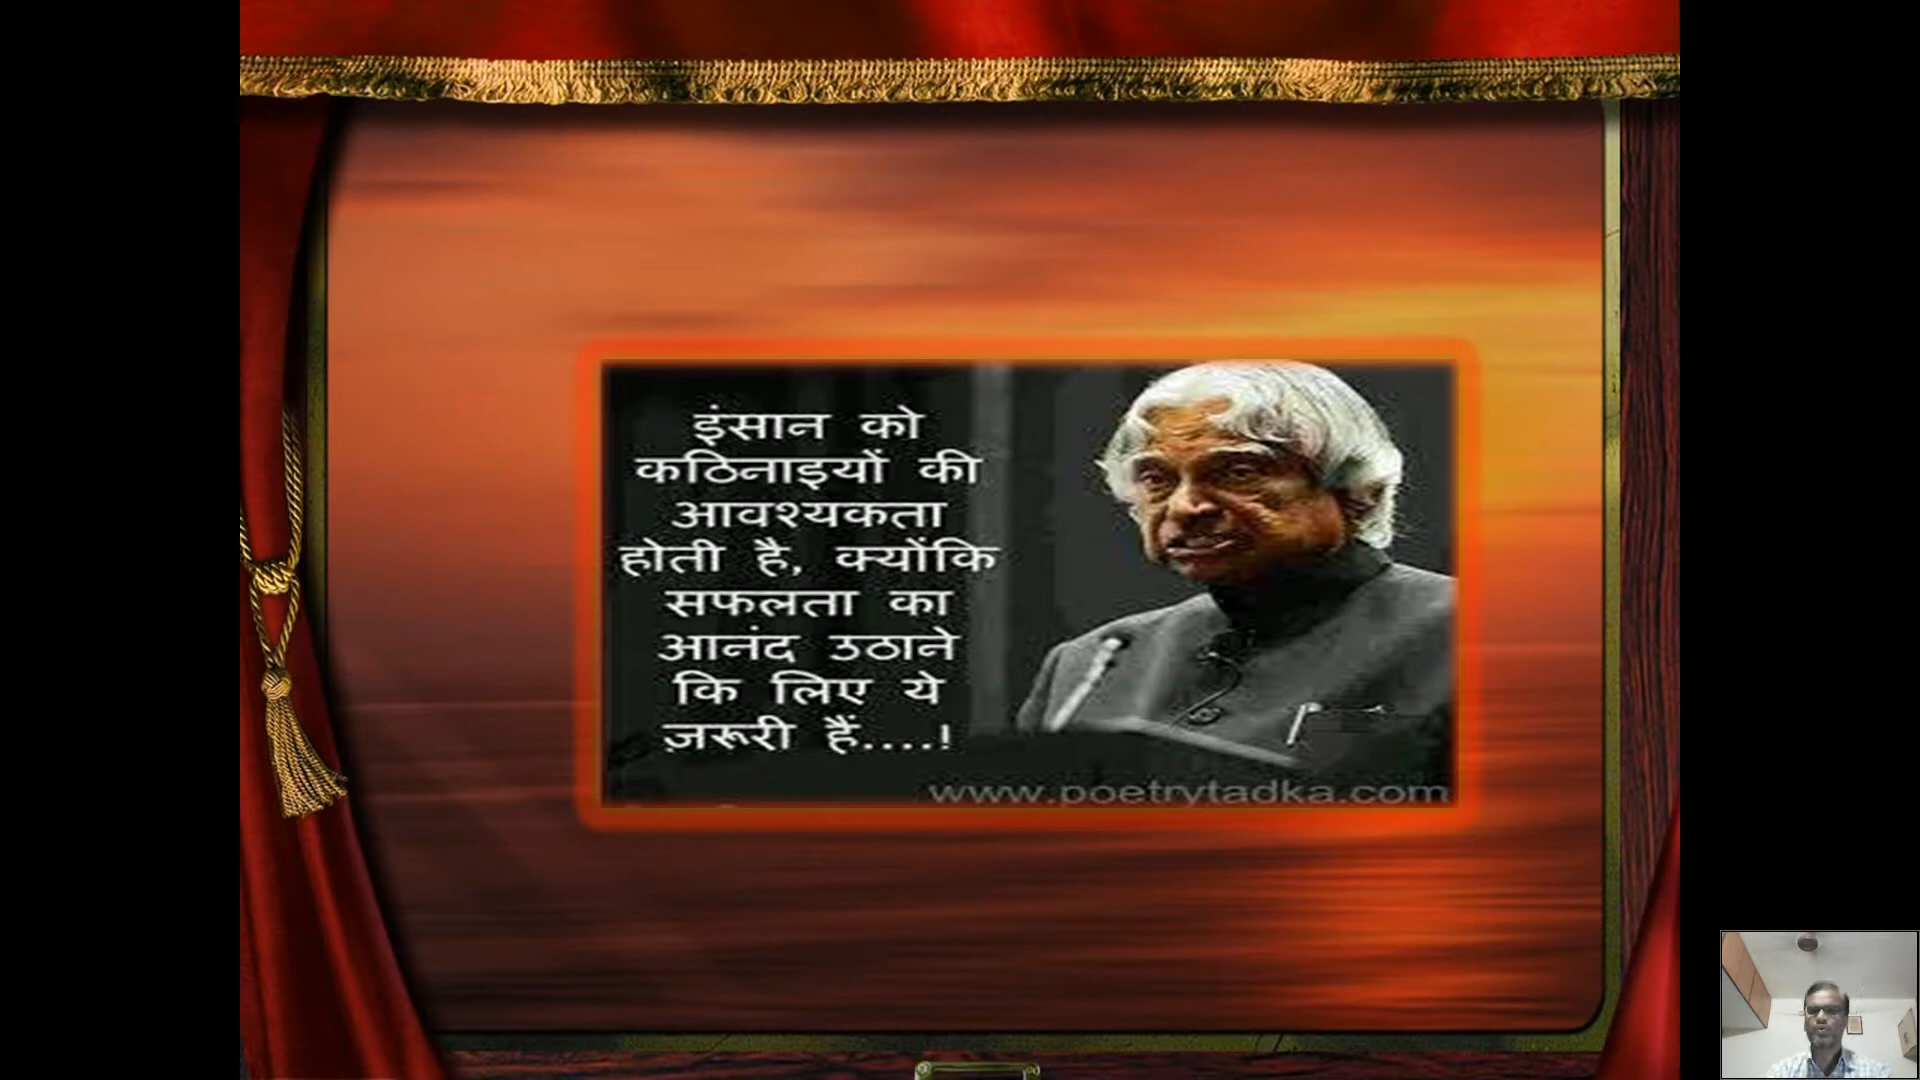 इंसान को
कठिनाइयों की
आवश्यकता
होती है, क्योंकि
सफलता का
आनंद उठाने
कि लिए ये
ज़रूरी हैं....!
www.poetrytadka.com